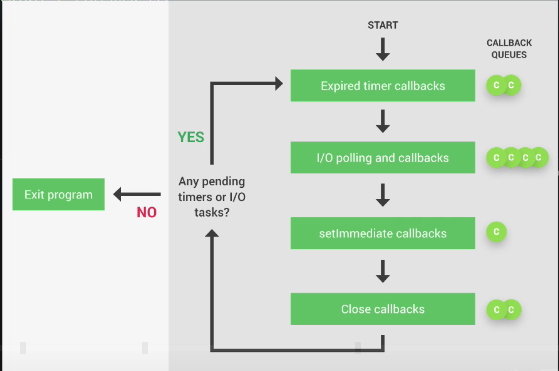 START
CALLBACK
QUEUES
Expired timer callbacks
C C
YES
I/O polling and callbacks
C C C C
Any pending
timers or I/O
tasks?
Exit program
NO
setImmediate callbacks
C
Close callbacks
C C